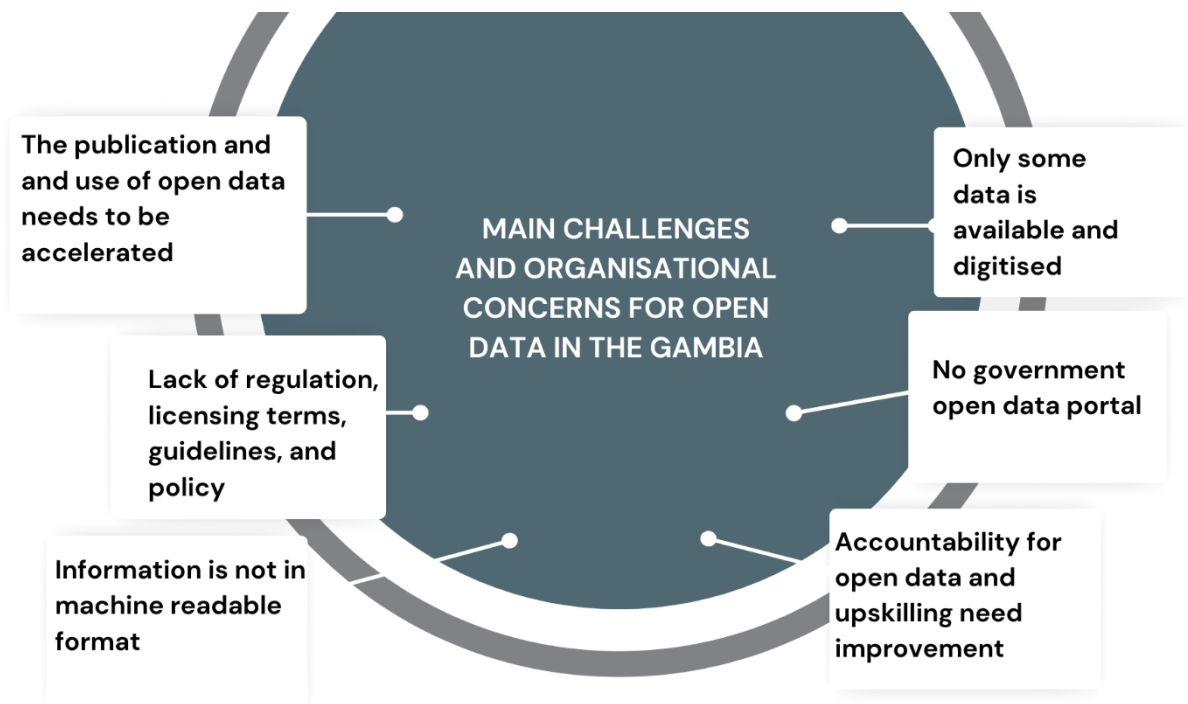 The publication and
and use of open data
needs to be
accelerated
Lack of regulation,
licensing terms,
guidelines, and
policy
Information is not in
machine readable
format
MAIN CHALLENGES
AND ORGANISATIONAL
CONCERNS FOR OPEN
DATA IN THE GAMBIA
Only some
data is
available and
digitised
No government
open data portal
Accountability for
open data and
upskilling need
improvement